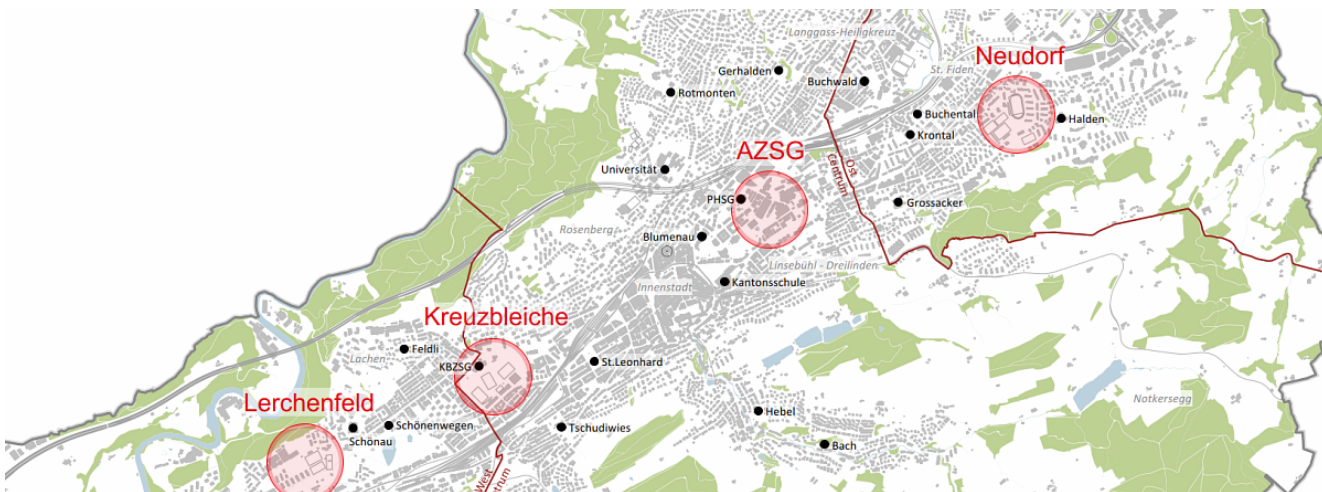 Langgass-Heiligkreuz
Neudorf
Gerhalden
St. Fiden
Buchwald
Rotmonten
Buchental
Halden
Krontal
AZSG
Ost
Centrum
Universität
PHSG
Grossacker
Rosenberg
Blumenau
Linsebühl - Dreilinden
Innenstadt
Kantonsschule
Kreuzbleiche
Feldli
Lachen
KBZSG
St.Leonhard
Lerchenfeld
Notkersegg
Hebel
Schönenwegen
Schönau
Tschudiwies
Bach
West
Centrum